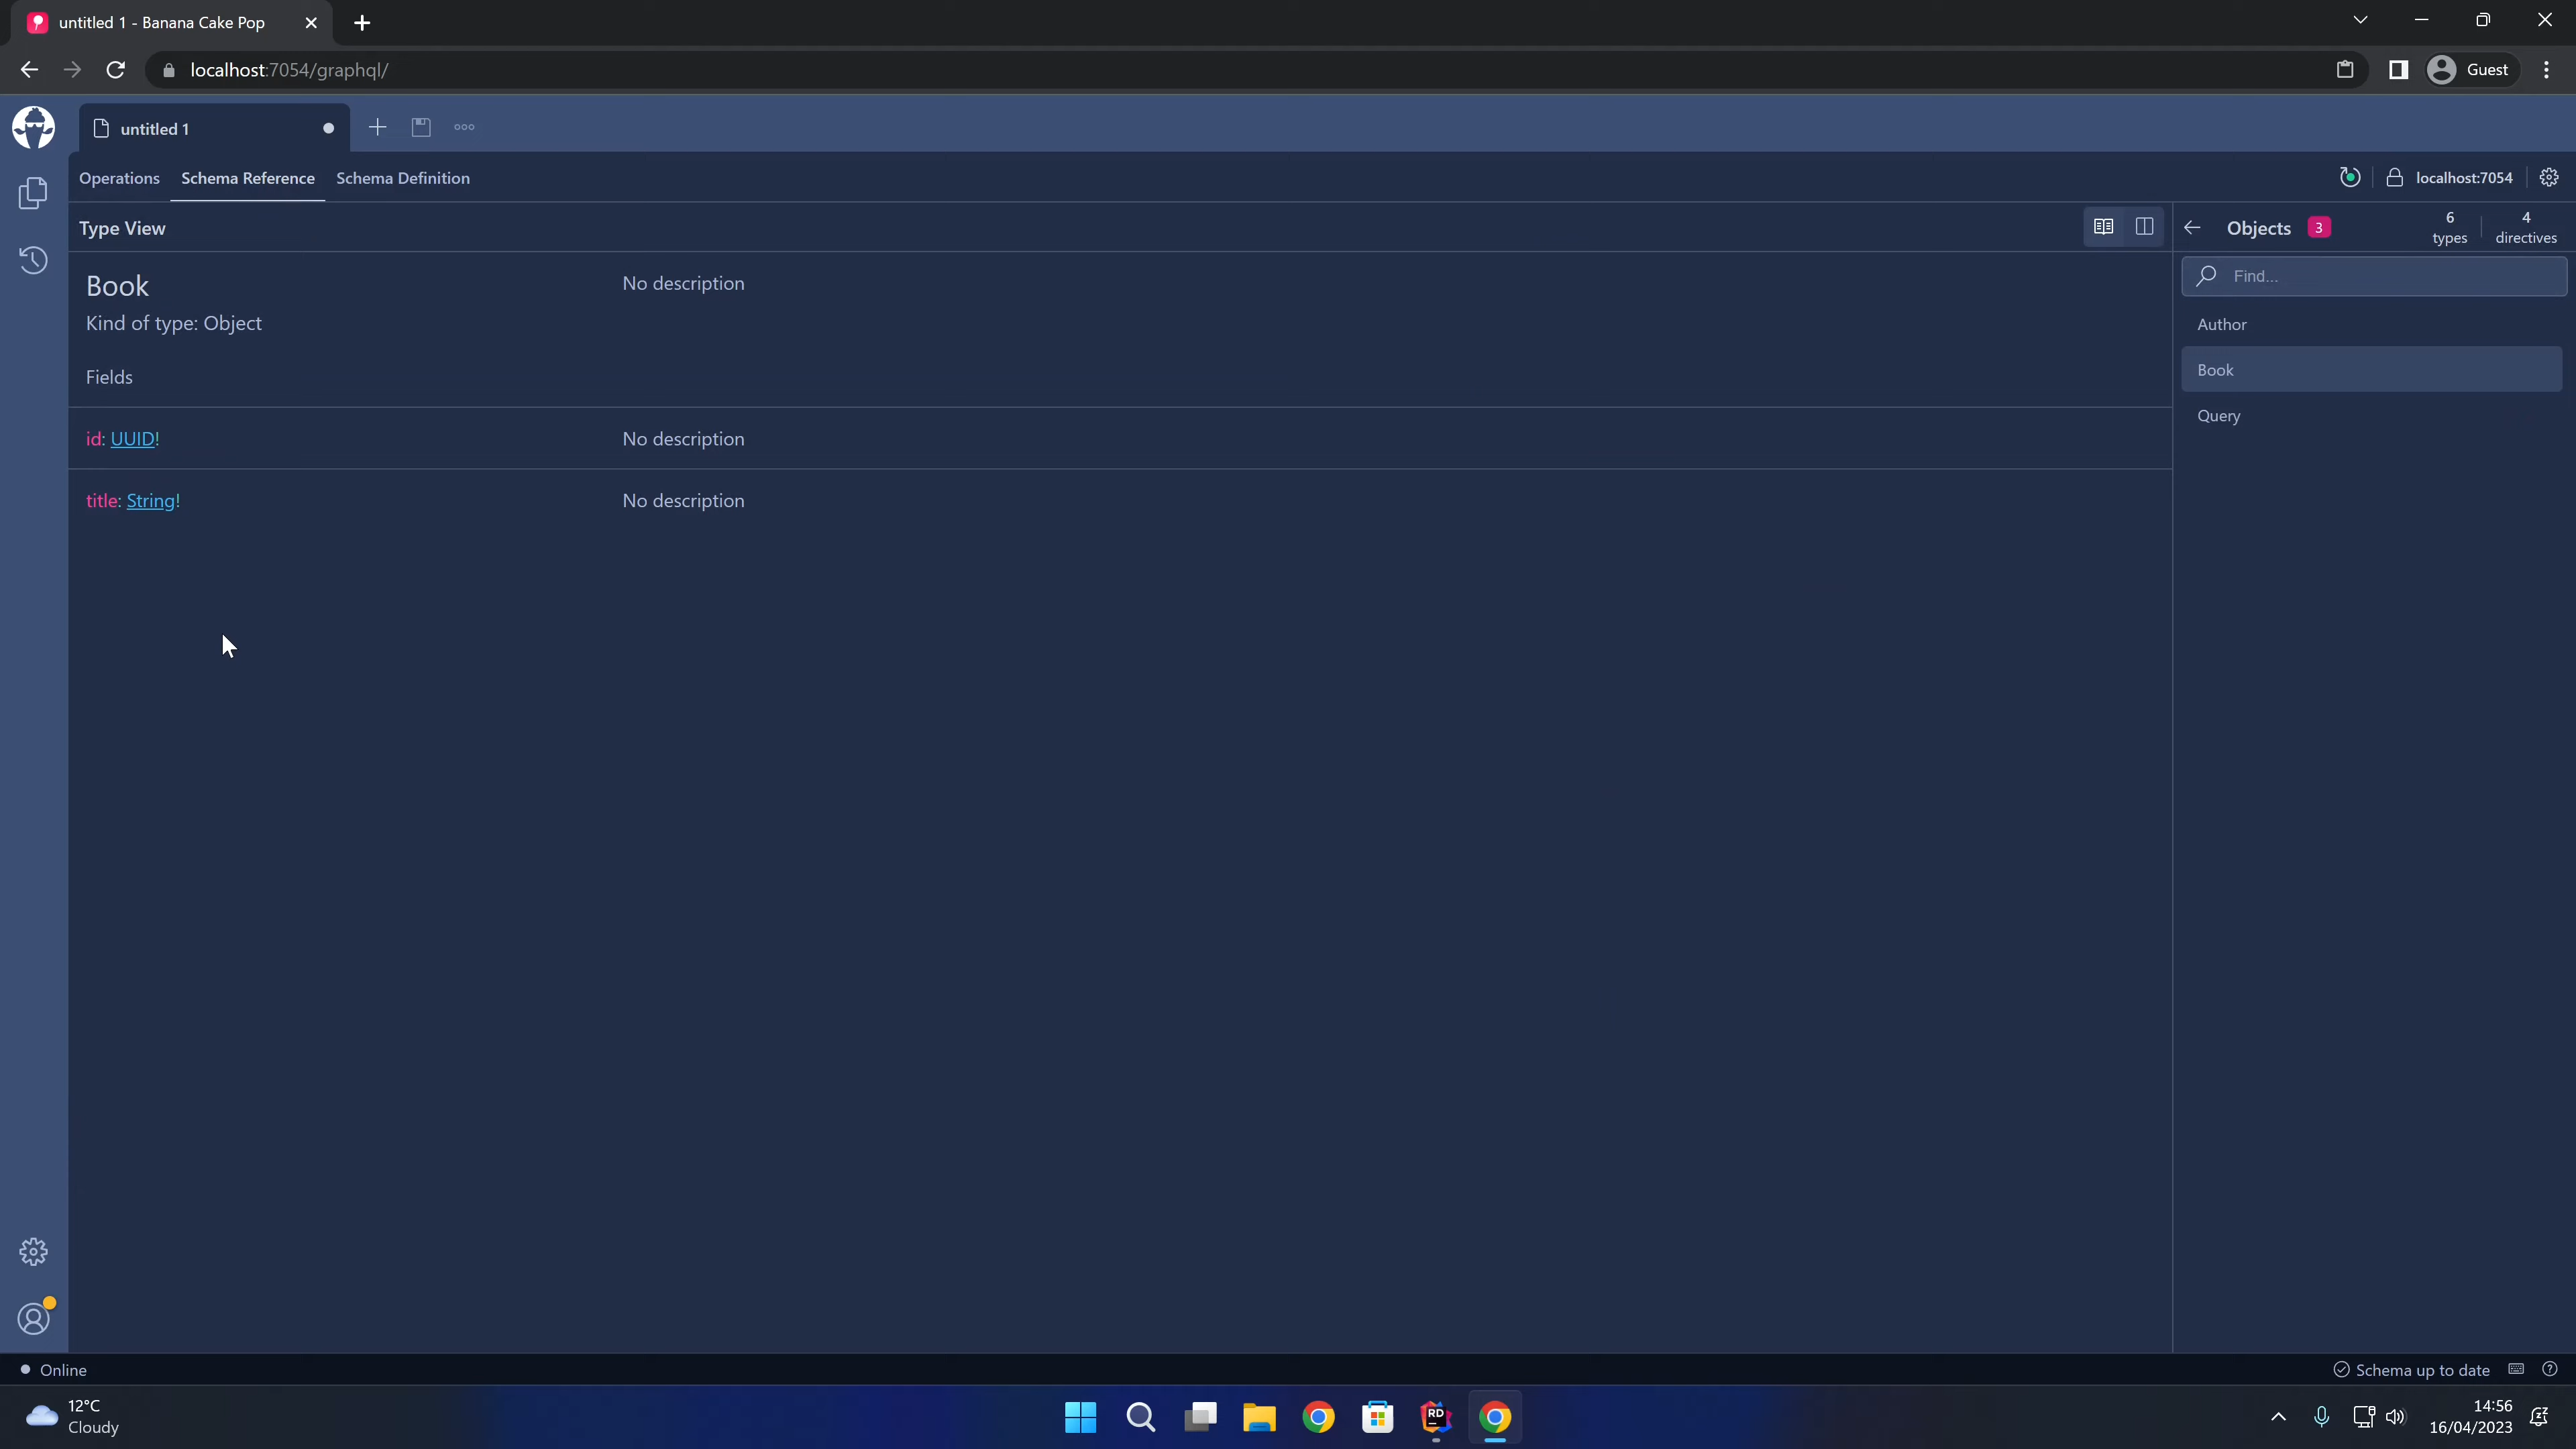 untitled 1 - Banana Cake Pop
localhost:7054/graphql/
Guest
untitled 1
Operations Schema Reference Schema Definition
localhost:7054
Type View
Objects 3
6 types
4 directives
Find...
Book
No description
Kind of type: Object
Fields
id: UUID!
No description
title: String!
No description
Author
Book
Query
Online
Schema up to date
12°C
Cloudy
RD
14:56
16/04/2023